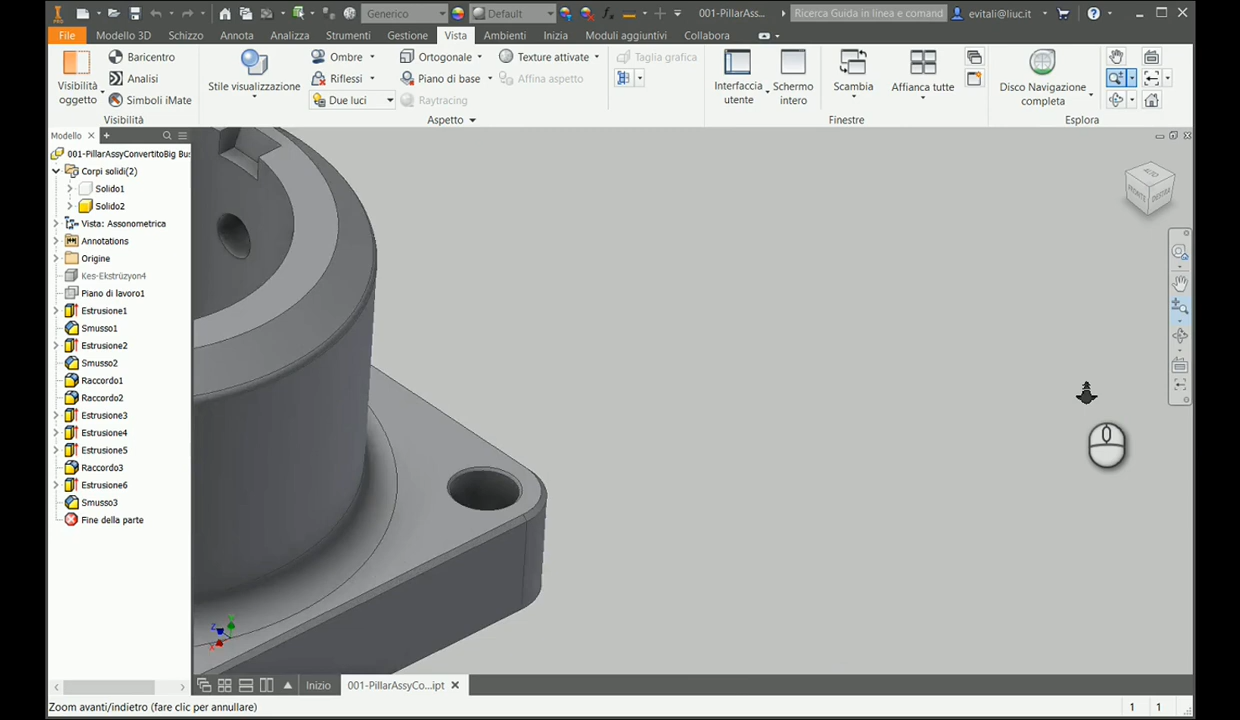 Generico
Default
001-PillarAss...
Ricerca Guida in linea e comand
evitali@liuc.it
File
Modello 3D
Schizzo
Annota
Analizza
Strumenti
Gestione
Vista
Ambienti
Inizia
Moduli aggiuntivi
Collabora
Visibilità
oggetto
Baricentro
Analisi
Simboli iMate
Stile visualizzazione
Ombre
Riflessi
Due luci
Ortogonale
Piano di base
Raytracing
Texture attivate
Affina aspetto
Taglia grafica
Interfaccia
utente
Schermo
intero
Scambia
Affianca tutte
Disco Navigazione
completa
Visibilità
Aspetto
Finestre
Esplora
Modello
001-PillarAssyConvertitoBig Bus
Corpi solidi(2)
Solido1
Solido2
Vista: Assonometrica
Annotations
Origine
Kes-Ekstrüzyon4
Piano di lavoro1
Estrusione1
Smusso1
Estrusione2
Smusso2
Raccordo1
Raccordo2
Estrusione3
Estrusione4
Estrusione5
Raccordo3
Estrusione6
Smusso3
Fine della parte
ALTO
FRONTE
DESTRA
Z
Y
X
Inizio
001-PillarAssyCo...ipt
Zoom avanti/indietro (fare clic per annullare)
1
1